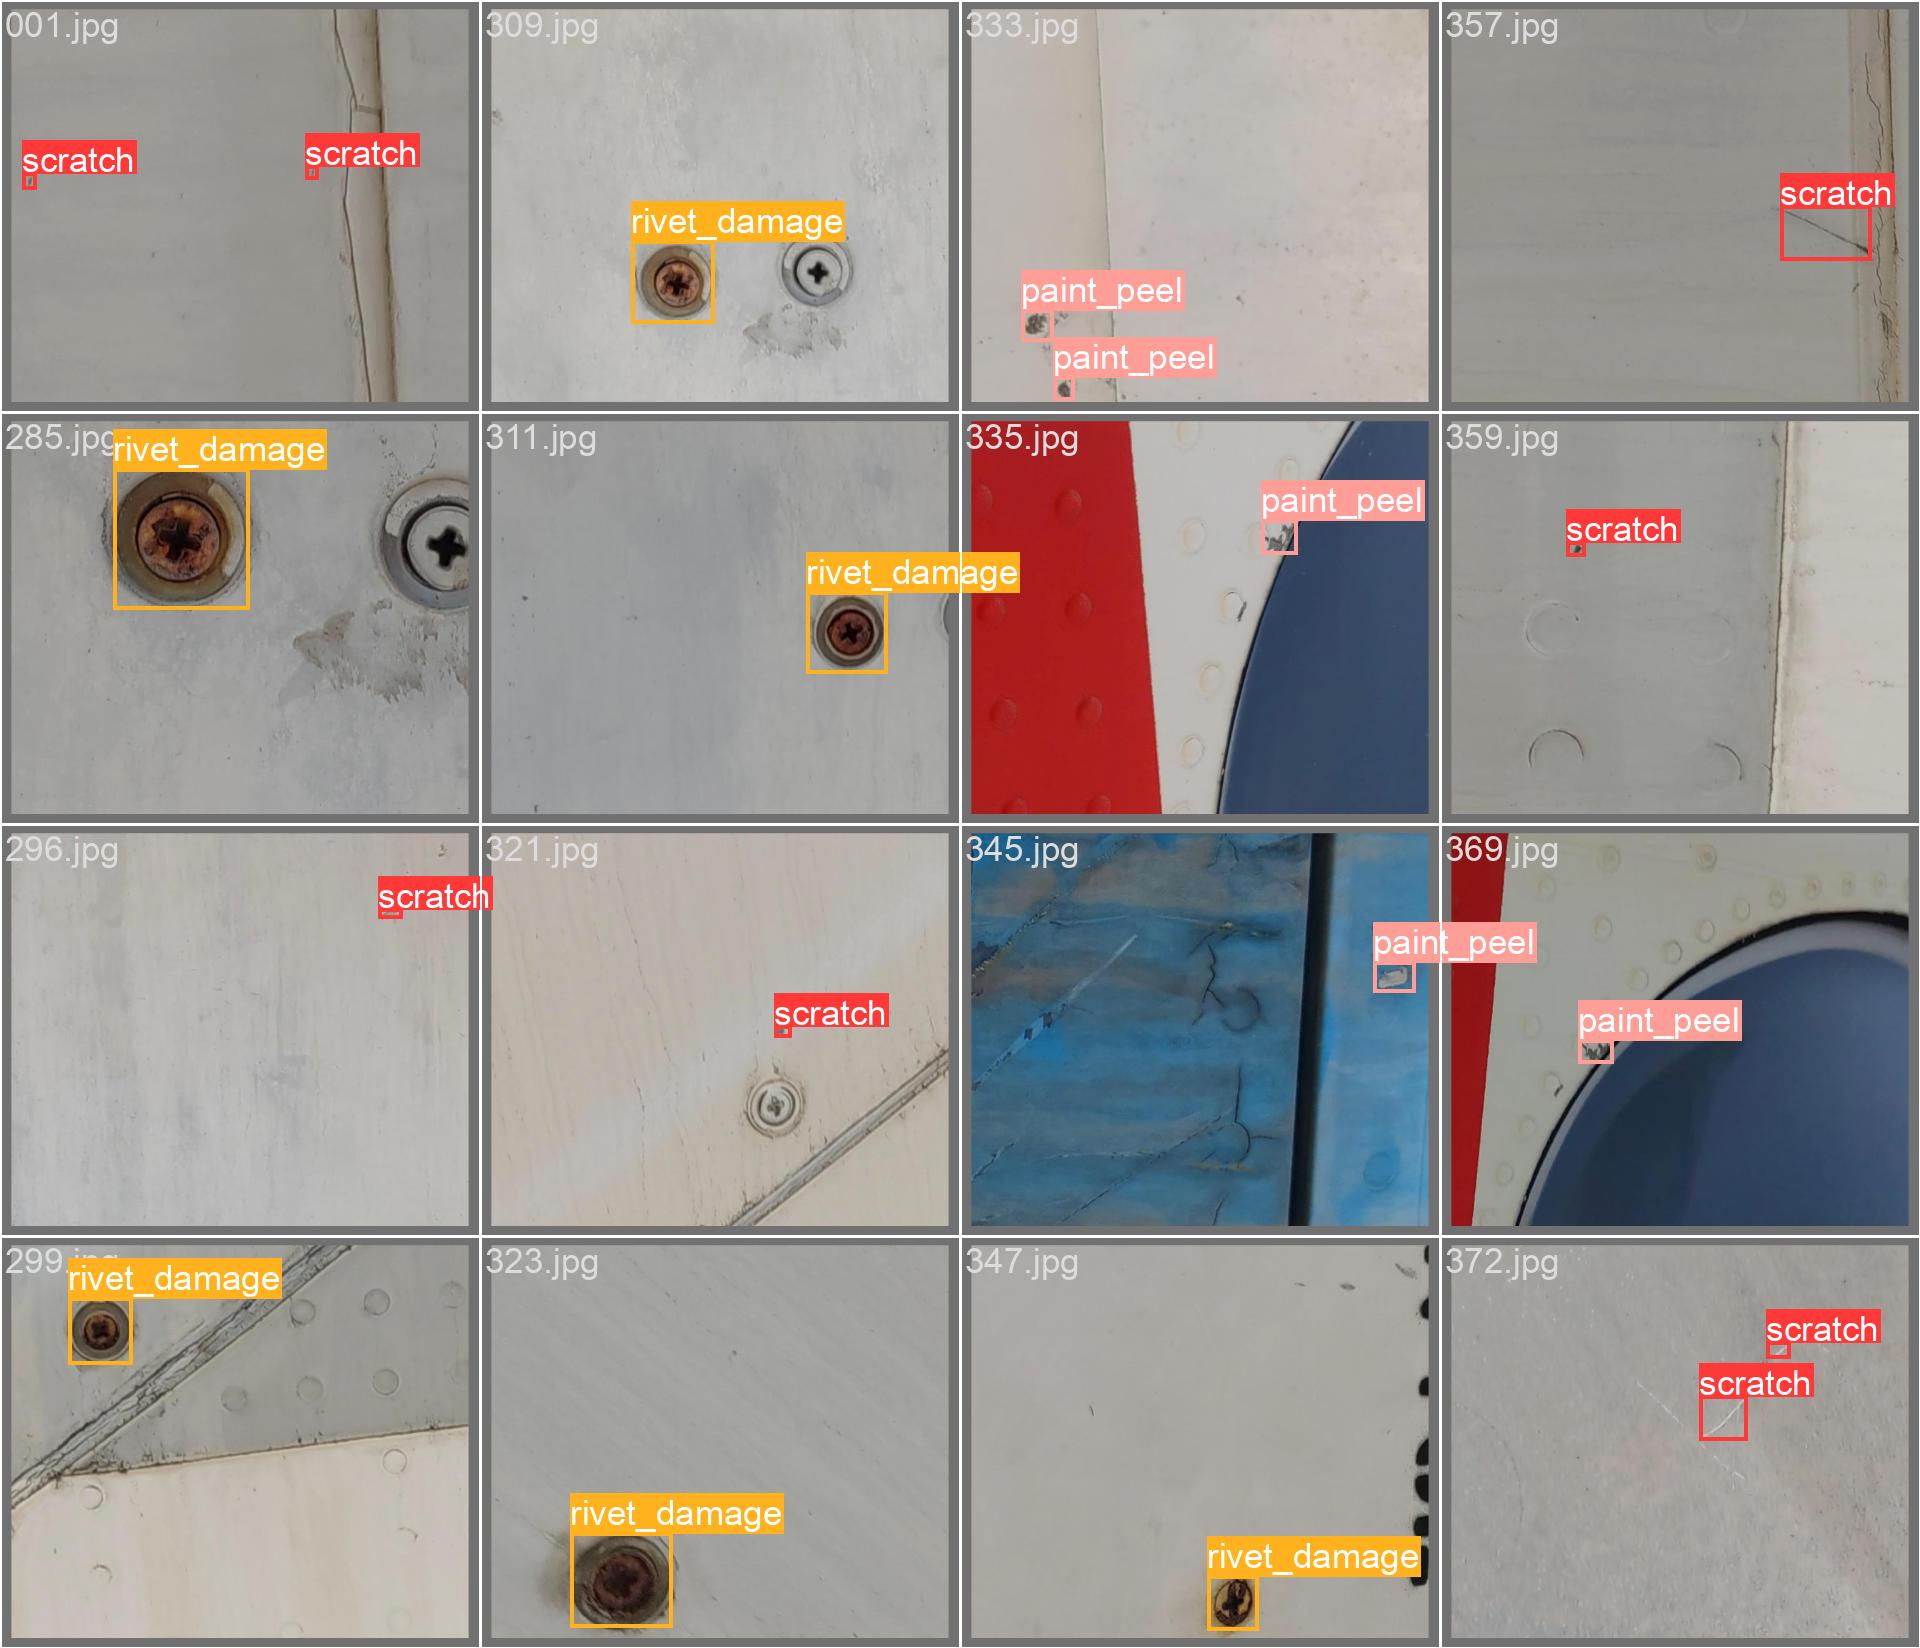 001.jpg
scratch
scratch
309.jpg
rivet_damage
333.jpg
paint_peel
paint_peel
357.jpg
scratch
285.jpg
rivet_damage
311.jpg
rivet_damage
335.jpg
paint_peel
359.jpg
scratch
296.jpg
scratch
321.jpg
scratch
345.jpg
paint_peel
369.jpg
paint_peel
299.jpg
rivet_damage
323.jpg
rivet_damage
347.jpg
rivet_damage
372.jpg
scratch
scratch